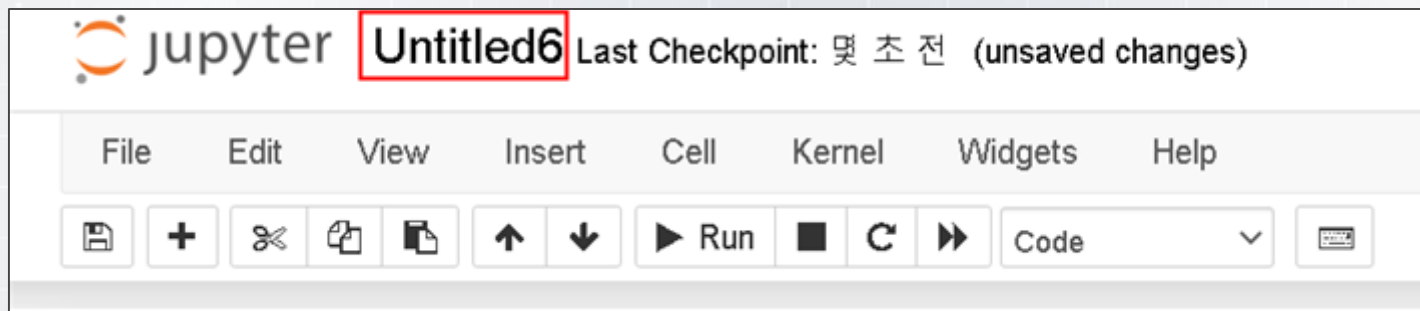 jupyter Untitled6 Last Checkpoint: 몇 초 전 (unsaved changes)
File Edit View Insert Cell Kernel Widgets Help
Run Code